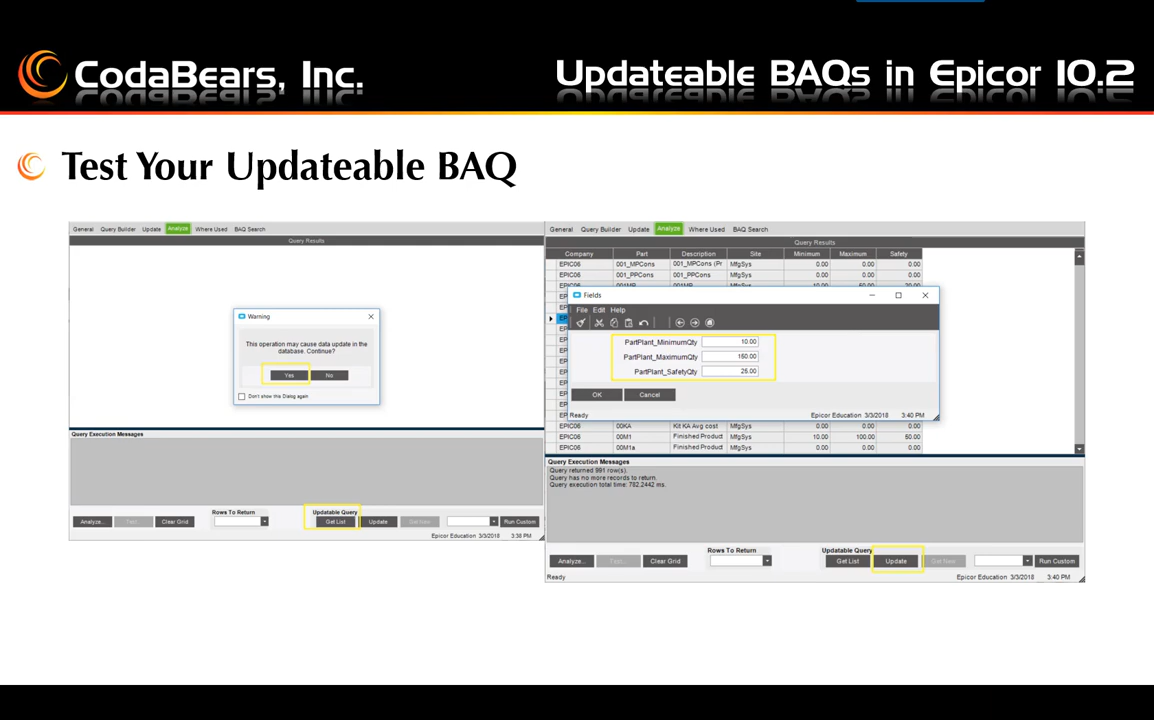 CodaBears, Inc.
Updateable BAQs in Epicor 10.2
Test Your Updateable BAQ
General Query Builder Update Analyze Where Used BAQ Search
Query Results
Warning
This operation may cause data update in the
database. Continue?
Yes No
Don't show this Dialog again
Query Execution Messages
Rows To Return Updatable Query
Analyze... Clear Grid Get List Update Get New Run Custom
Epicor Education 3/3/2018 3:38 PM
General Query Builder Update Analyze Where Used BAQ Search
Query Results
Company Part Description Site Minimum Maximum Safety
EPIC06 001_MPCons 001_MPCons (Pr MfgSys 0.00 0.00 0.00
EPIC06 001_PPCons 001_PPCons MfgSys 0.00 0.00 0.00
EPIC06 001MP 001MP MfgSys 10.00 50.00 20.00
Fields
File Edit Help
PartPlant_MinimumQty 10.00
PartPlant_MaximumQty 150.00
PartPlant_SafetyQty 25.00
OK Cancel
Ready Epicor Education 3/3/2018 3:40 PM
EPIC06 00KA Kit KA Avg cost MfgSys 0.00 0.00 0.00
EPIC06 00M1 Finished Product MfgSys 10.00 100.00 50.00
EPIC06 00M1a Finished Product MfgSys 0.00 0.00 0.00
Query Execution Messages
Query returned 991 row(s).
Query has no more records to return.
Query execution total time: 782.2442 ms.
Rows To Return Updatable Query
Analyze... Clear Grid Get List Update Get New Run Custom
Ready Epicor Education 3/3/2018 3:40 PM